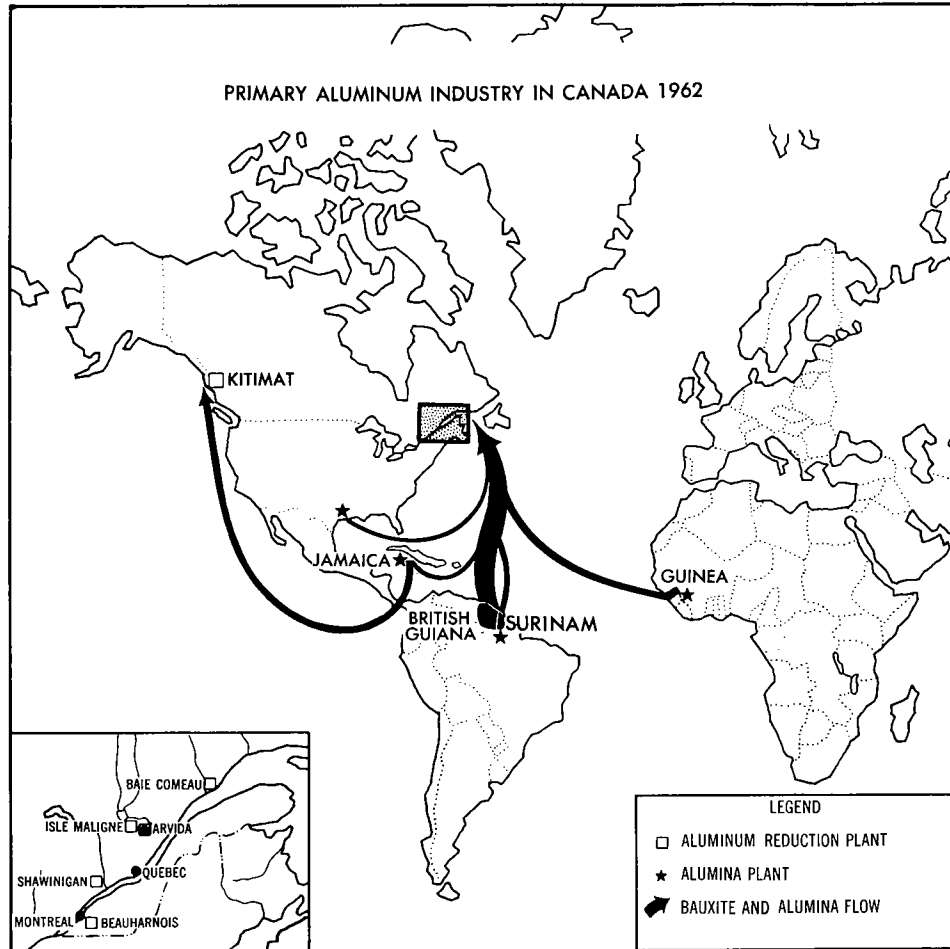 PRIMARY ALUMINUM INDUSTRY IN CANADA 1962
KITIMAT
JAMAICA
GUINEA
BRITISH
GUIANA
SURINAM
BAIE COMEAU
ISLE MALIGNE
ARVIDA
QUEBEC
SHAWINIGAN
MONTREAL
BEAUHARNOIS
LEGEND
ALUMINUM REDUCTION PLANT
ALUMINA PLANT
BAUXITE AND ALUMINA FLOW